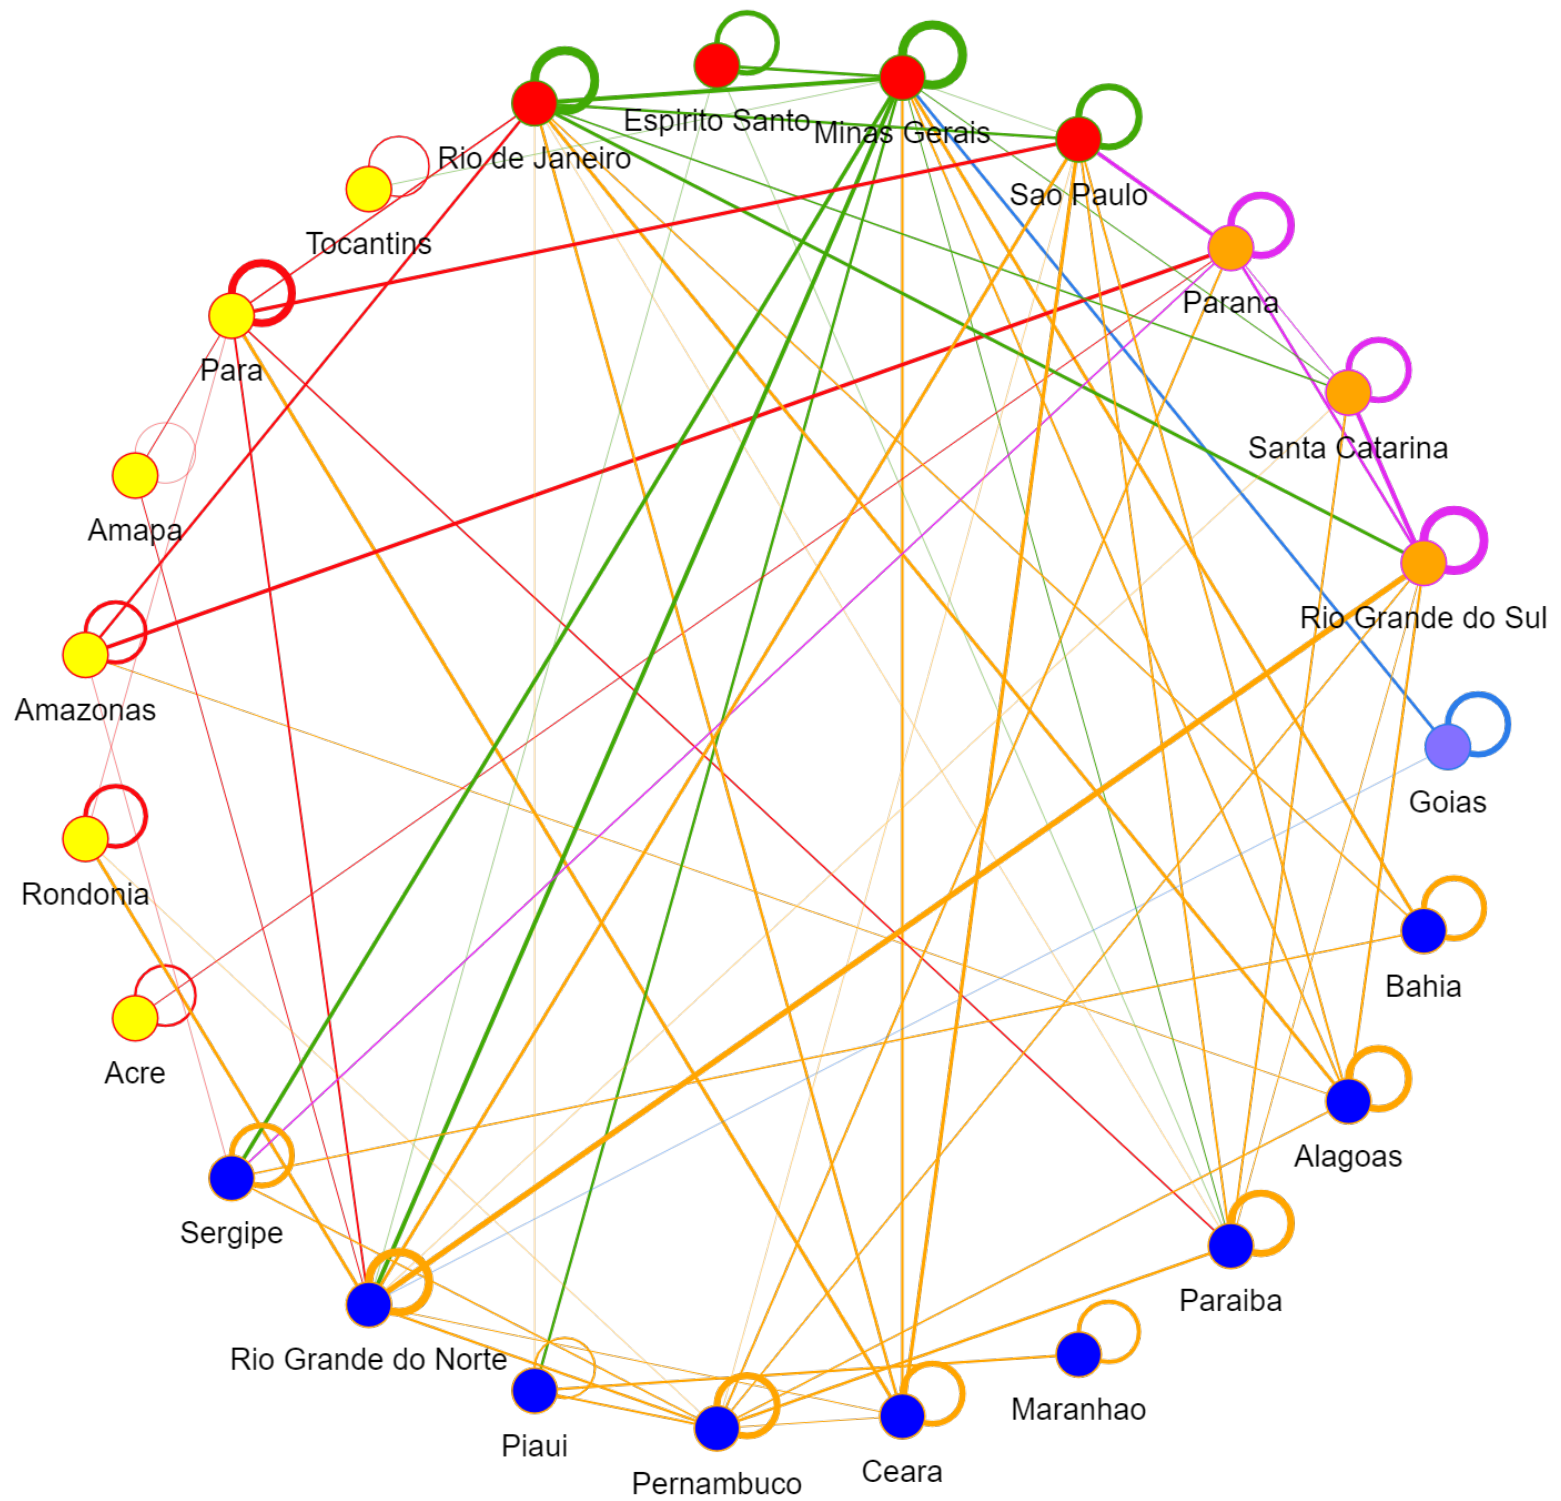 Espirito Santo
Minas Gerais
Rio de Janeiro
Sao Paulo
Tocantins
Parana
Para
Santa Catarina
Amapa
Rio Grande do Sul
Amazonas
Goias
Rondonia
Bahia
Acre
Alagoas
Sergipe
Paraiba
Rio Grande do Norte
Maranhao
Piaui
Ceara
Pernambuco